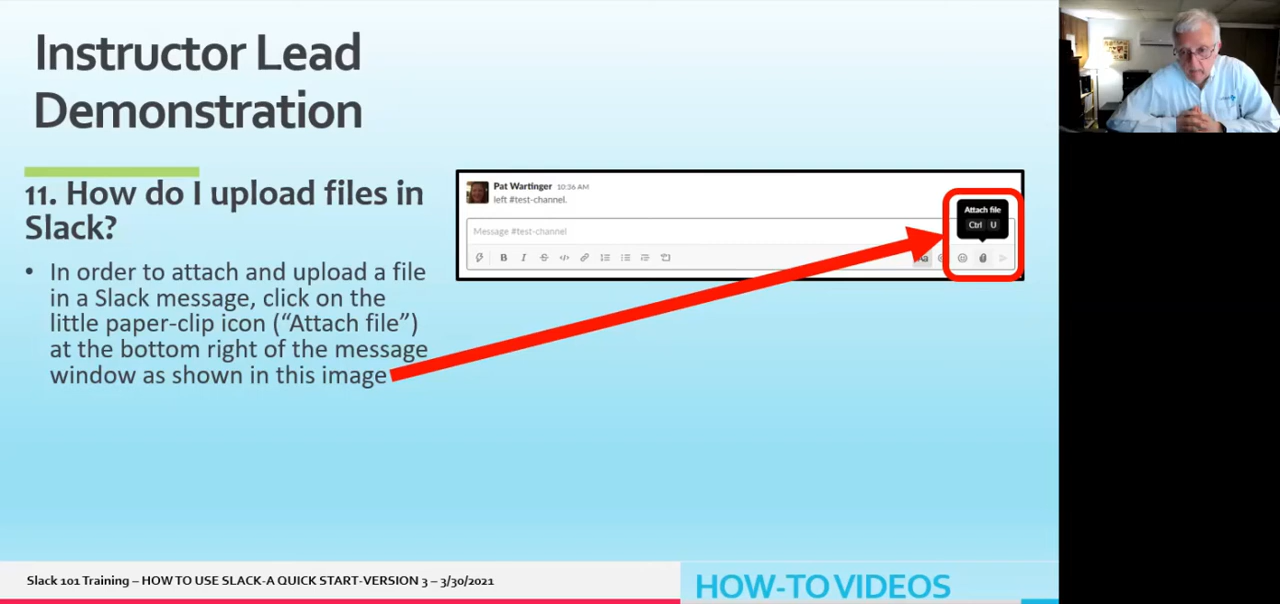 Instructor Lead
Demonstration
11. How do I upload files in
Slack?
• In order to attach and upload a file
in a Slack message, click on the
little paper-clip icon (“Attach file”)
at the bottom right of the message
window as shown in this image
Pat Wartinger 10:36 AM
left #test-channel.
Message #test-channel
Attach file
Ctrl U
B I S
Slack 101 Training – HOW TO USE SLACK-A QUICK START-VERSION 3 – 3/30/2021
HOW-TO VIDEOS